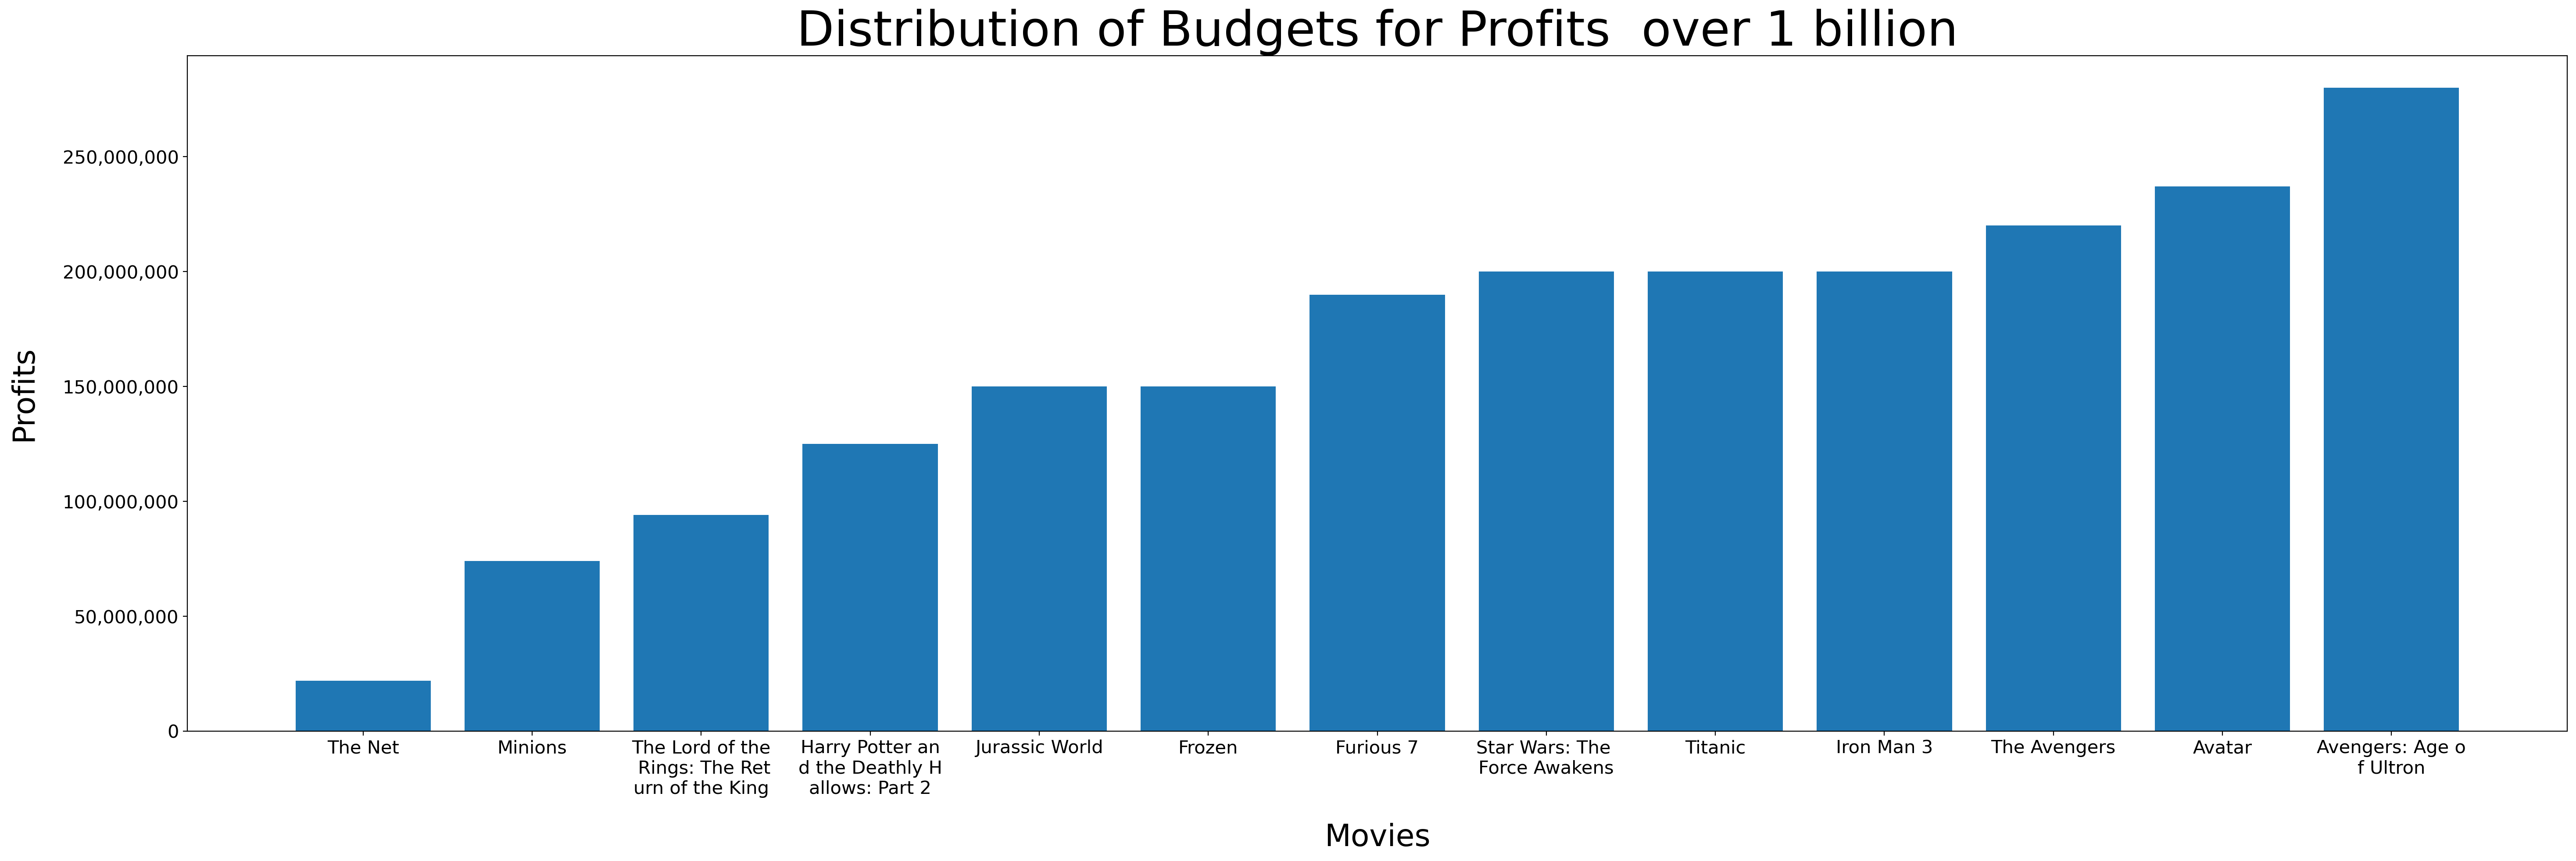 Distribution of Budgets for Profits  over 1 billion
Profits
250,000,000
200,000,000
150,000,000
100,000,000
50,000,000
0
The Net
Minions
The Lord of the
Rings: The Ret
urn of the King
Harry Potter an
d the Deathly H
allows: Part 2
Jurassic World
Frozen
Furious 7
Star Wars: The
Force Awakens
Titanic
Iron Man 3
The Avengers
Avatar
Avengers: Age o
f Ultron
Movies